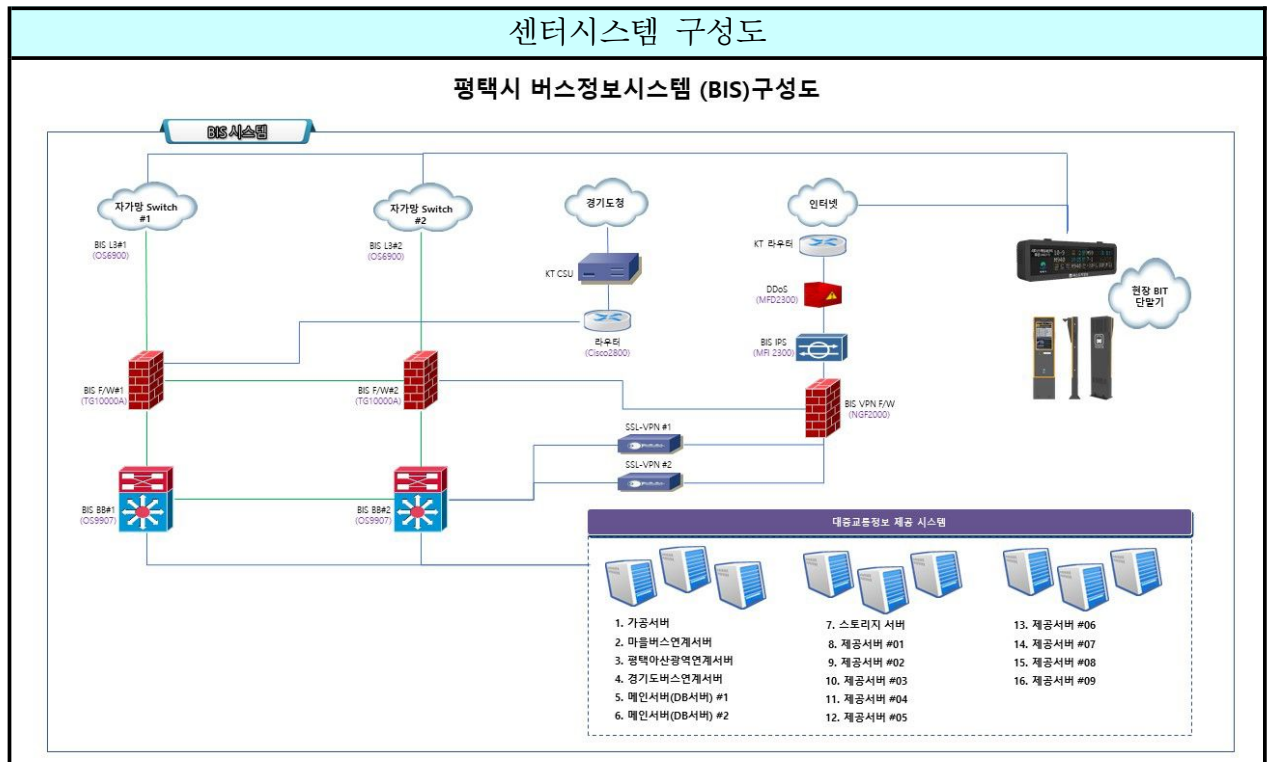 센터시스템 구성도
평택시 버스정보시스템 (BIS)구성도
BIS 시스템
자가망 Switch
#1
자가망 Switch
#2
경기도청
인터넷
BIS L3#1
(OS6900)
BIS L3#2
(OS6900)
KT CSU
KT 라우터
DDoS
(MFD2300)
라우터
(Cisco2800)
BIS IPS
(MFI 2300)
현장 BIT
단말기
BIS F/W#1
(TG10000A)
BIS F/W#2
(TG10000A)
BIS VPN F/W
(NGF2000)
SSL-VPN #1
SSL-VPN #2
BIS BB#1
(OS9907)
BIS BB#2
(OS9907)
대중교통정보 제공 시스템
1. 가공서버
2. 마을버스연계서버
3. 평택아산광역연계서버
4. 경기도버스연계서버
5. 메인서버(DB서버) #1
6. 메인서버(DB서버) #2
7. 스토리지 서버
8. 제공서버 #01
9. 제공서버 #02
10. 제공서버 #03
11. 제공서버 #04
12. 제공서버 #05
13. 제공서버 #06
14. 제공서버 #07
15. 제공서버 #08
16. 제공서버 #09